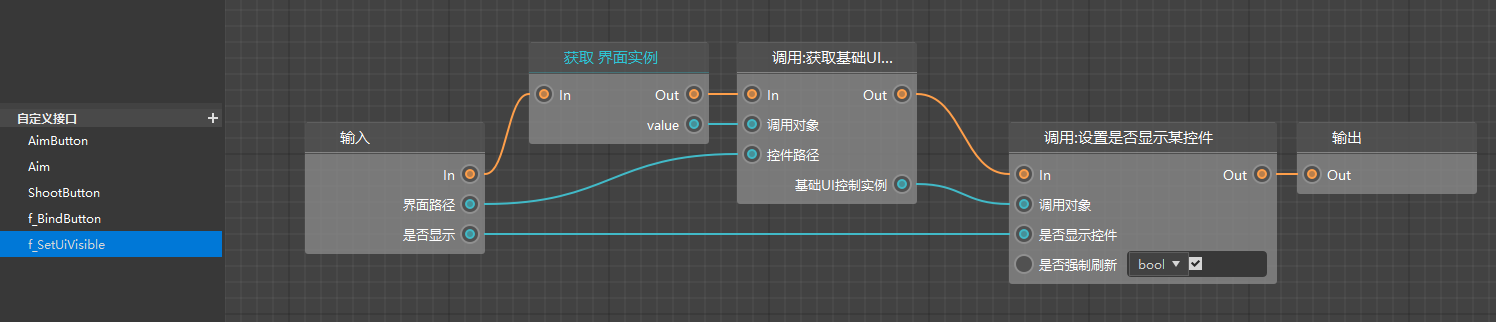 自定义接口
AimButton
Aim
ShootButton
f_BindButton
f_SetUiVisible
输入
In
界面路径
是否显示
获取 界面实例
In Out
value
调用:获取基础UI...
In Out
调用对象
控件路径
基础UI控制实例
调用:设置是否显示某控件
In Out
调用对象
是否显示控件
是否强制刷新 bool
输出
Out